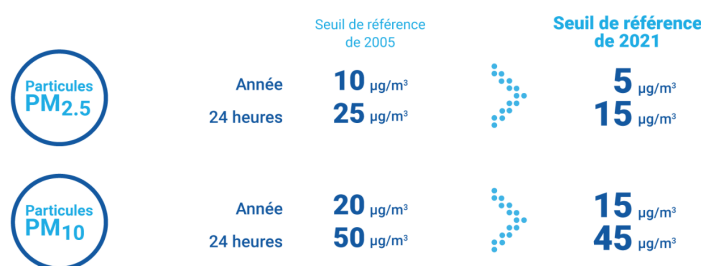 Seuil de référence
de 2005
Seuil de référence
de 2021
Particules
PM2.5
Année 10 µg/m³ 5 µg/m³
24 heures 25 µg/m³ 15 µg/m³
Particules
PM10
Année 20 µg/m³ 15 µg/m³
24 heures 50 µg/m³ 45 µg/m³